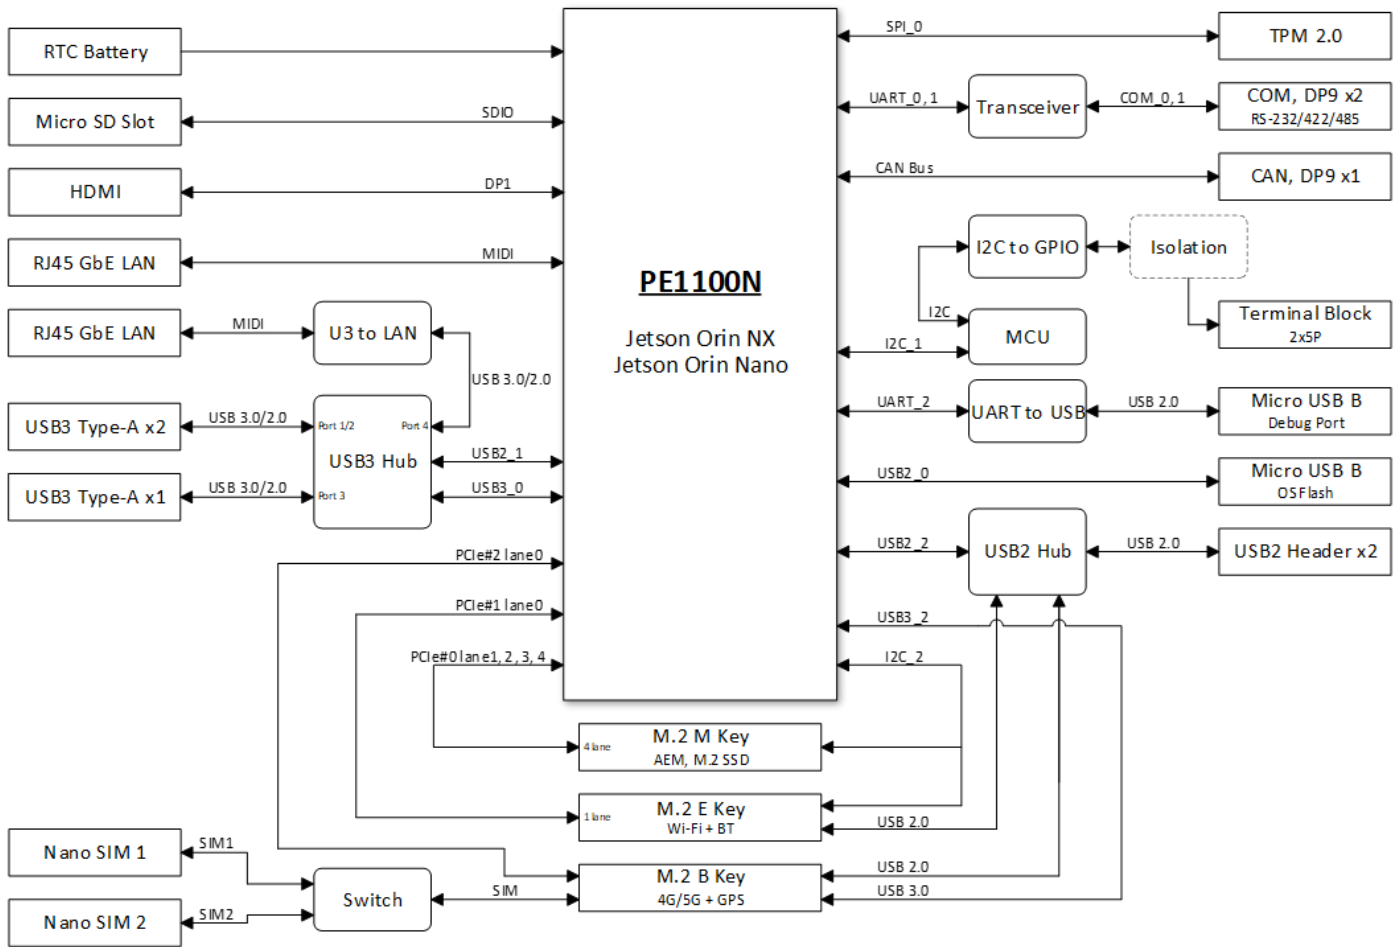 RTC Battery
Micro SD Slot
SDIO
HDMI
DP1
RJ45 GbE LAN
MIDI
RJ45 GbE LAN
MIDI
U3 to LAN
USB 3.0/2.0
USB3 Type-A x2
USB 3.0/2.0
Port 1/2
Port 4
USB3 Hub
USB2_1
USB3 Type-A x1
USB 3.0/2.0
Port 3
USB3_0
PCIe#2 lane0
PCIe#1 lane0
PCIe#0 lane1, 2, 3, 4
PE1100N
Jetson Orin NX
Jetson Orin Nano
SPI_0
TPM 2.0
UART_0, 1
Transceiver
COM_0, 1
COM, DP9 x2
RS-232/422/485
CAN Bus
CAN, DP9 x1
I2C to GPIO
Isolation
I2C
MCU
I2C_1
Terminal Block
2x5P
UART_2
UART to USB
USB 2.0
Micro USB B
Debug Port
USB2_0
Micro USB B
OS Flash
USB2_2
USB2 Hub
USB 2.0
USB2 Header x2
USB3_2
I2C_2
4 lane
M.2 M Key
AEM, M.2 SSD
1 lane
M.2 E Key
Wi-Fi + BT
USB 2.0
M.2 B Key
4G/5G + GPS
USB 2.0
USB 3.0
Nano SIM 1
SIM1
Switch
SIM
Nano SIM 2
SIM2